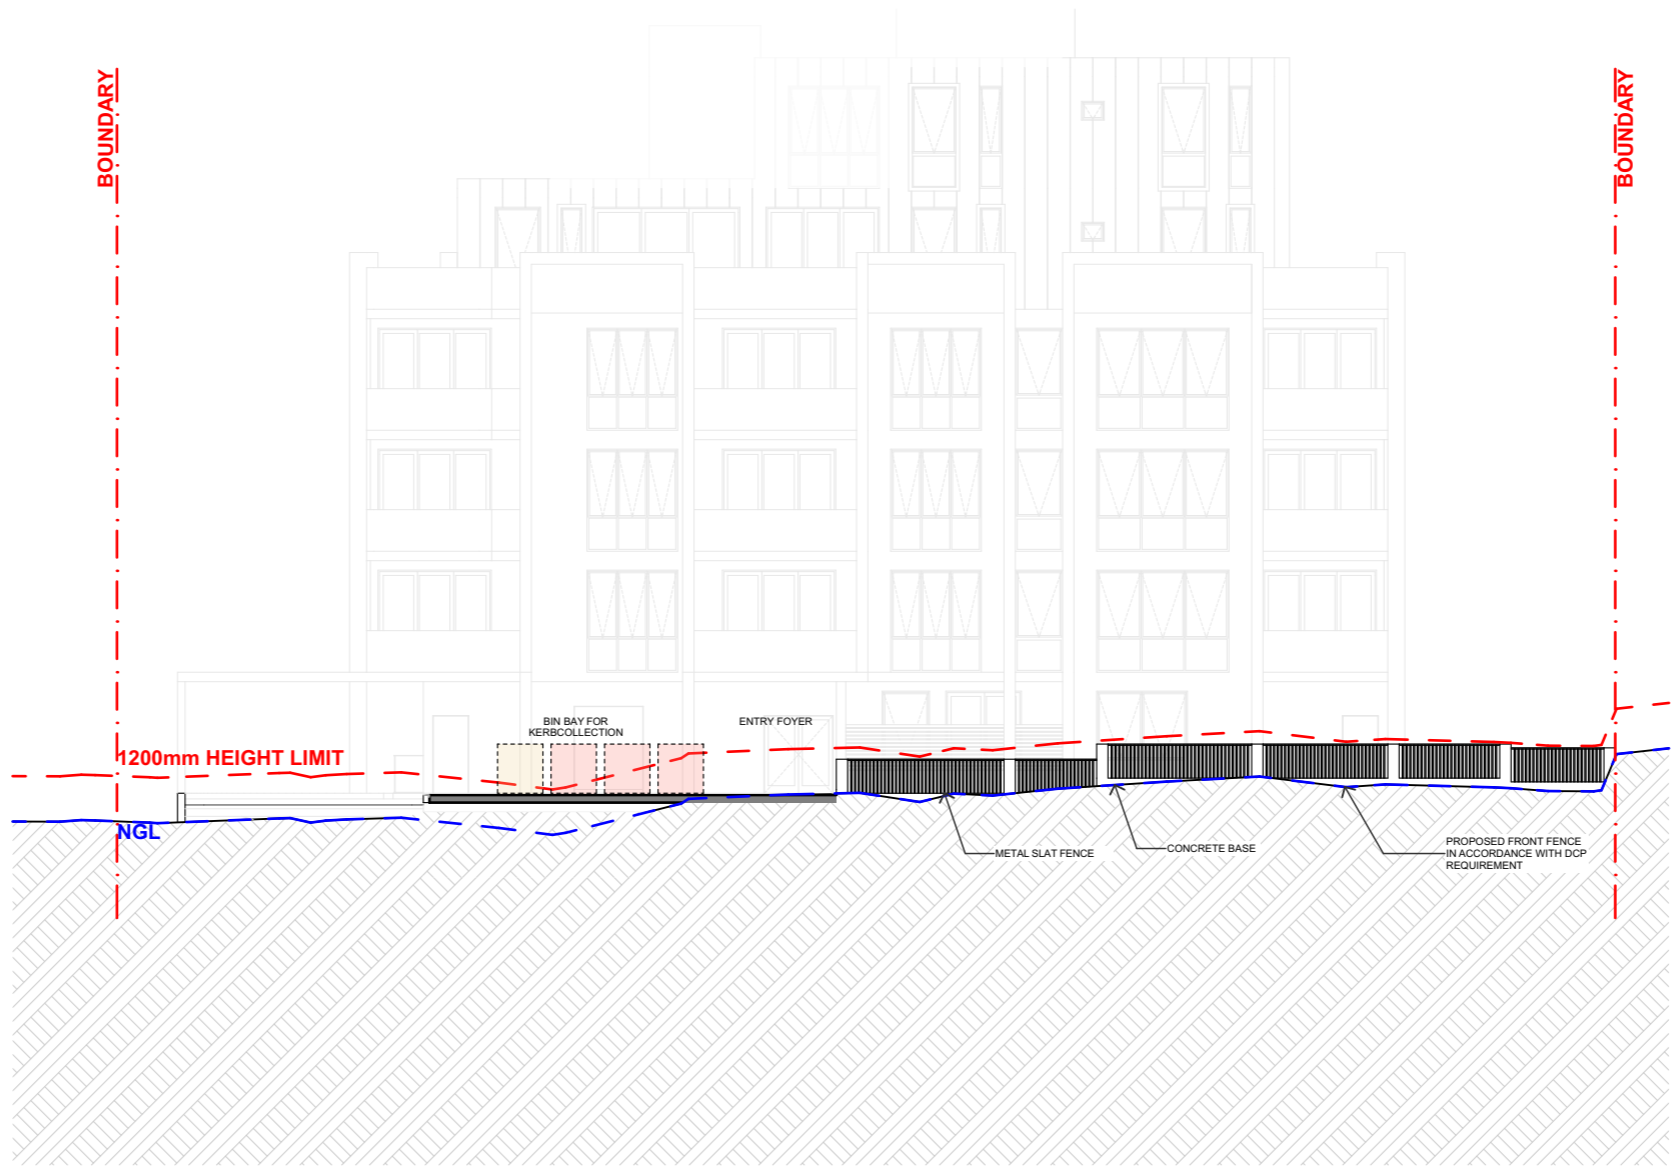 BOUNDARY
BOUNDARY
BIN BAY FOR
KERBCOLLECTION
ENTRY FOYER
1200mm HEIGHT LIMIT
NGL
METAL SLAT FENCE
CONCRETE BASE
PROPOSED FRONT FENCE
IN ACCORDANCE WITH DCP
REQUIREMENT